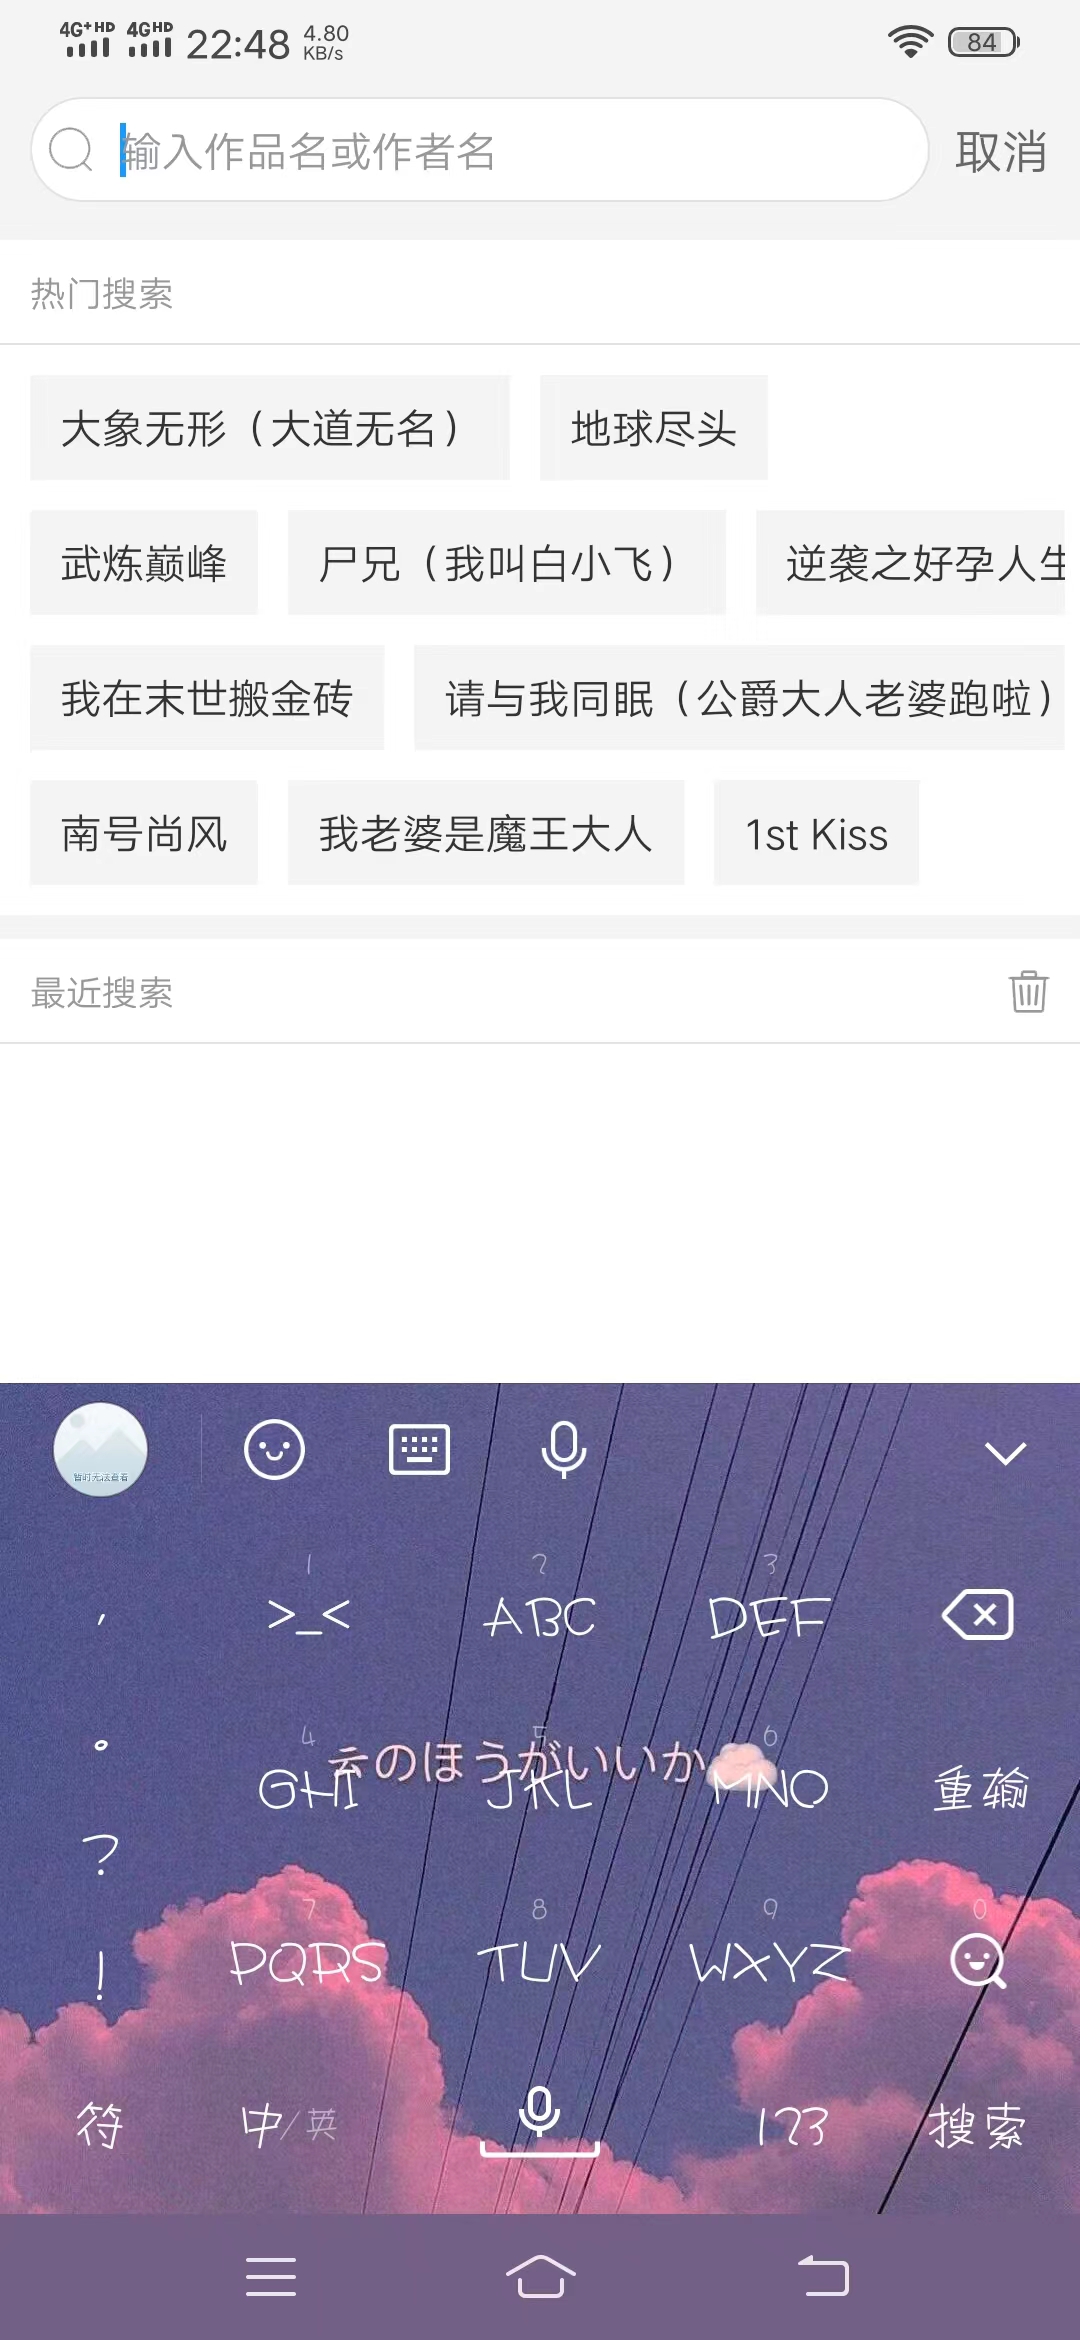 4G+HD 4GHD 22:48 4.80 KB/s 84
输入作品名或作者名 取消
热门搜索
大象无形（大道无名） 地球尽头
武炼巅峰 尸兄（我叫白小飞） 逆袭之好孕人生
我在末世搬金砖 请与我同眠（公爵大人老婆跑啦）
南号尚风 我老婆是魔王大人 1st Kiss
最近搜索
暂时无法查看
1 2 3
, >_< ABC DEF
4 5 6
云のほうがいいか
。 GHI JKL MNO 重输
?
7 8 9 0
! PQRS TUV WXYZ
符 中/英 123 搜索